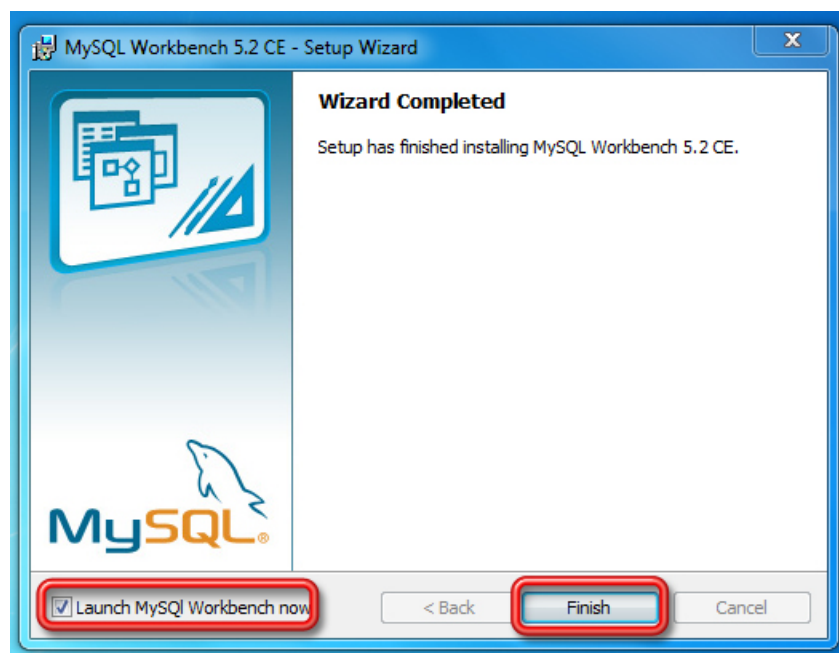 MySQL Workbench 5.2 CE - Setup Wizard
X
Wizard Completed
Setup has finished installing MySQL Workbench 5.2 CE.
MySQL®
Launch MySQl Workbench now
< Back
Finish
Cancel